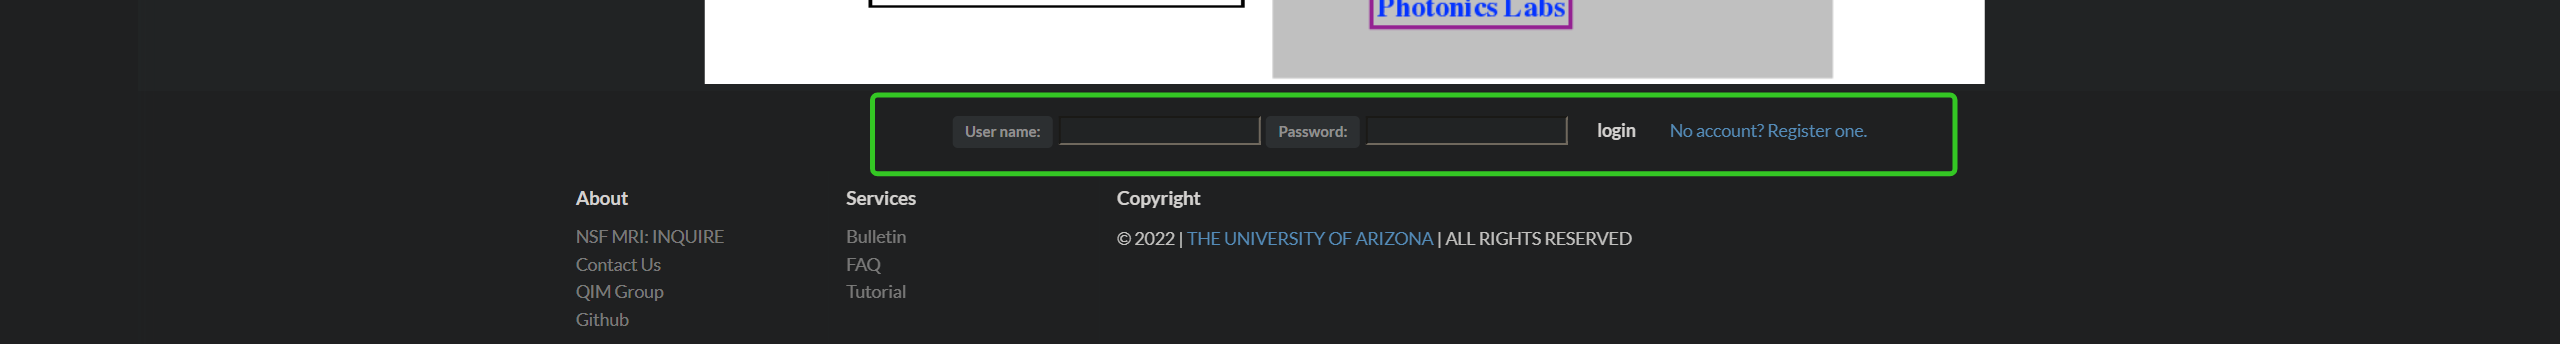 Photonics Labs
User name: Password: login No account? Register one.
About
NSF MRI: INQUIRE
Contact Us
QIM Group
Github
Services
Bulletin
FAQ
Tutorial
Copyright
© 2022 | THE UNIVERSITY OF ARIZONA | ALL RIGHTS RESERVED